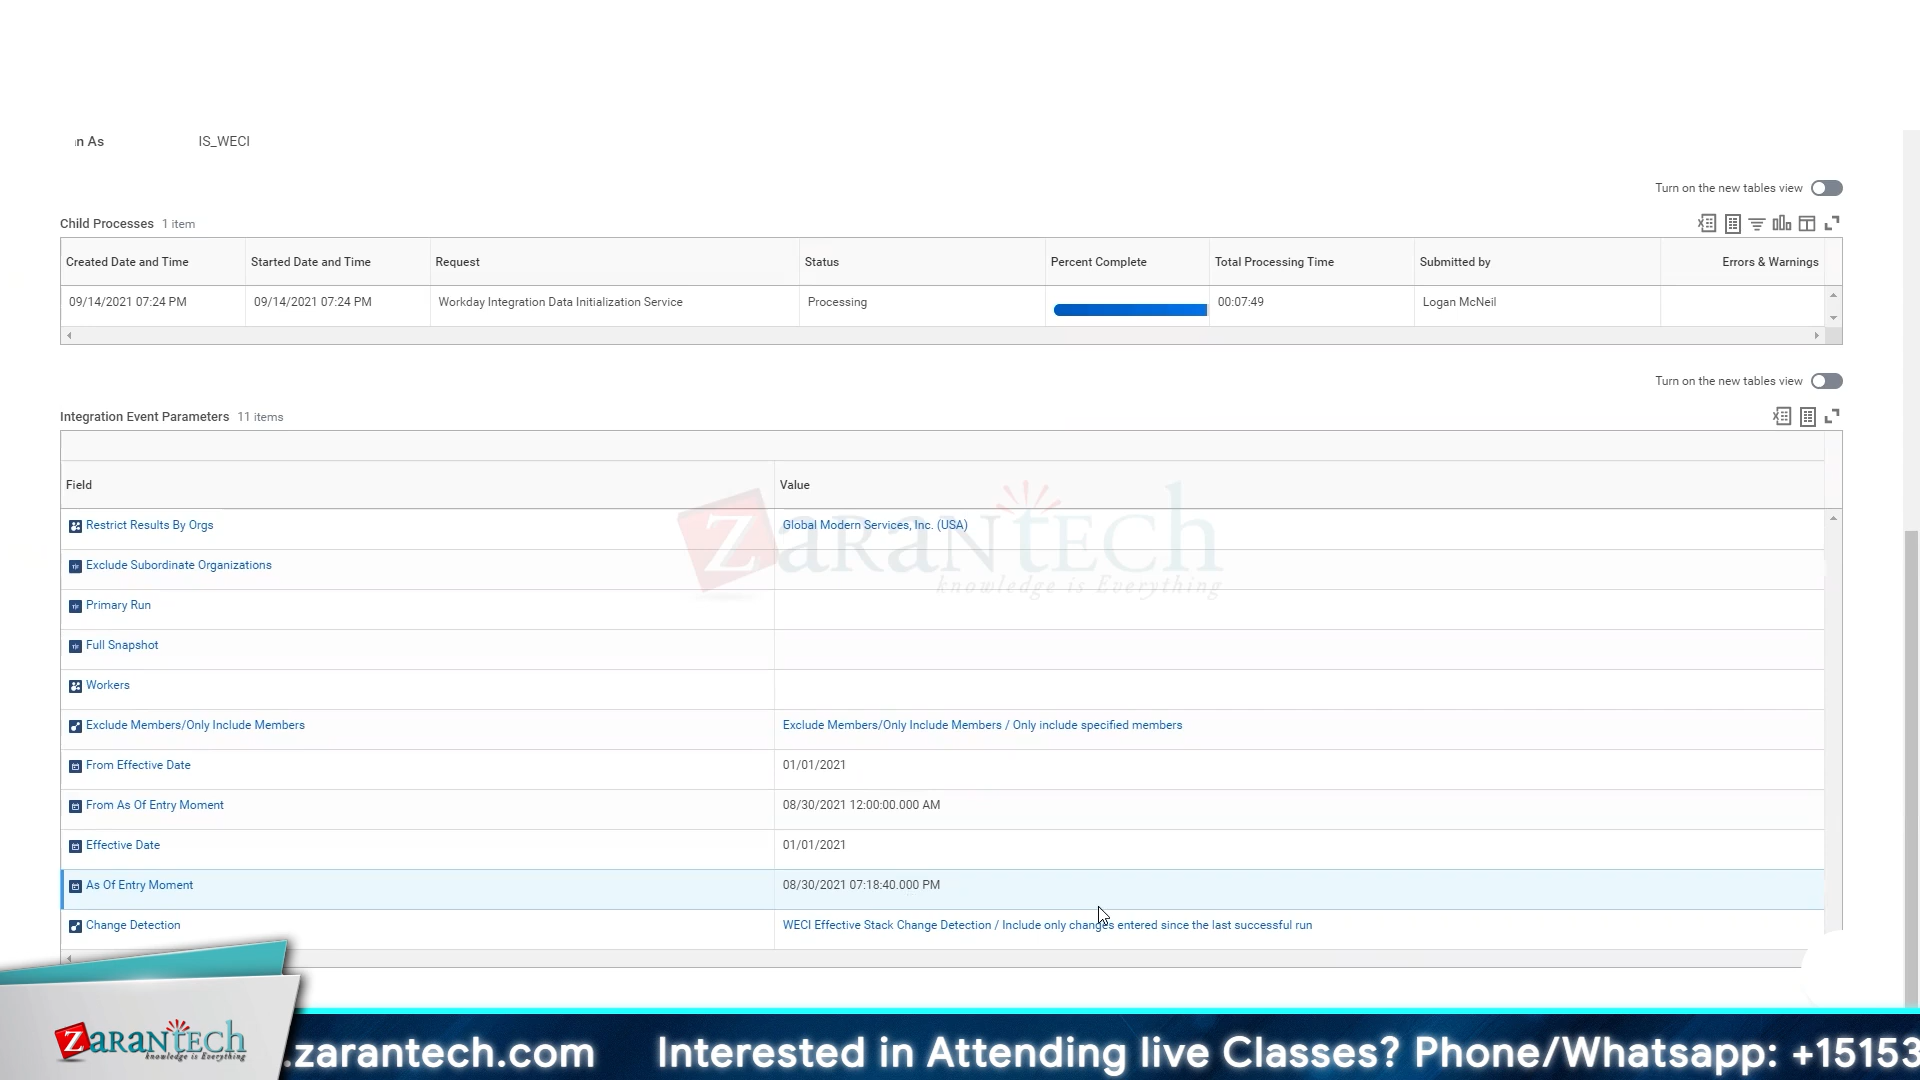 n As IS_WECI
Turn on the new tables view
Child Processes 1 item
Created Date and Time Started Date and Time Request Status Percent Complete Total Processing Time Submitted by Errors & Warnings
09/14/2021 07:24 PM 09/14/2021 07:24 PM Workday Integration Data Initialization Service Processing 00:07:49 Logan McNeil
Turn on the new tables view
Integration Event Parameters 11 items
Field Value
Restrict Results By Orgs Global Modern Services, Inc. (USA)
Exclude Subordinate Organizations
Primary Run
Full Snapshot
Workers
Exclude Members/Only Include Members Exclude Members/Only Include Members / Only include specified members
From Effective Date 01/01/2021
From As Of Entry Moment 08/30/2021 12:00:00.000 AM
Effective Date 01/01/2021
As Of Entry Moment 08/30/2021 07:18:40.000 PM
Change Detection WECI Effective Stack Change Detection / Include only changes entered since the last successful run
ZaranTech
knowledge is Everything
ZaranTech
knowledge is Everything
.zarantech.com Interested in Attending live Classes? Phone/Whatsapp: +15153